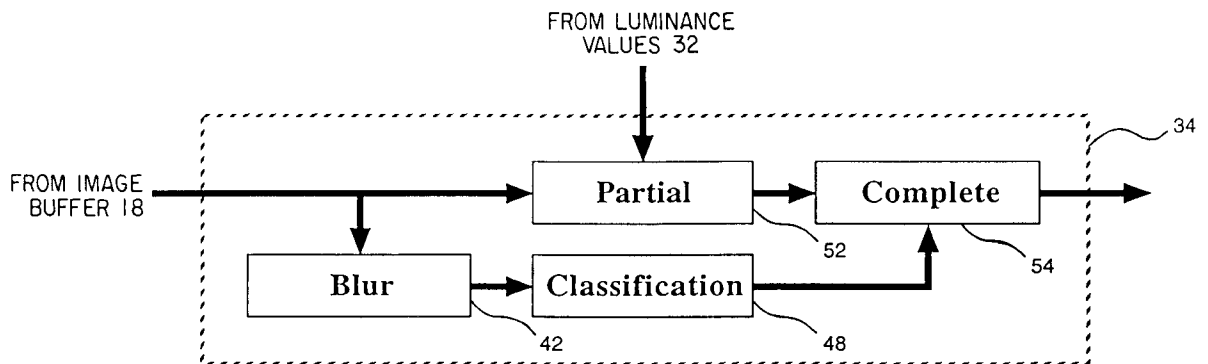 FROM LUMINANCE
VALUES 32
34
FROM IMAGE
BUFFER 18
Partial
Complete
52
54
Blur
Classification
42
48